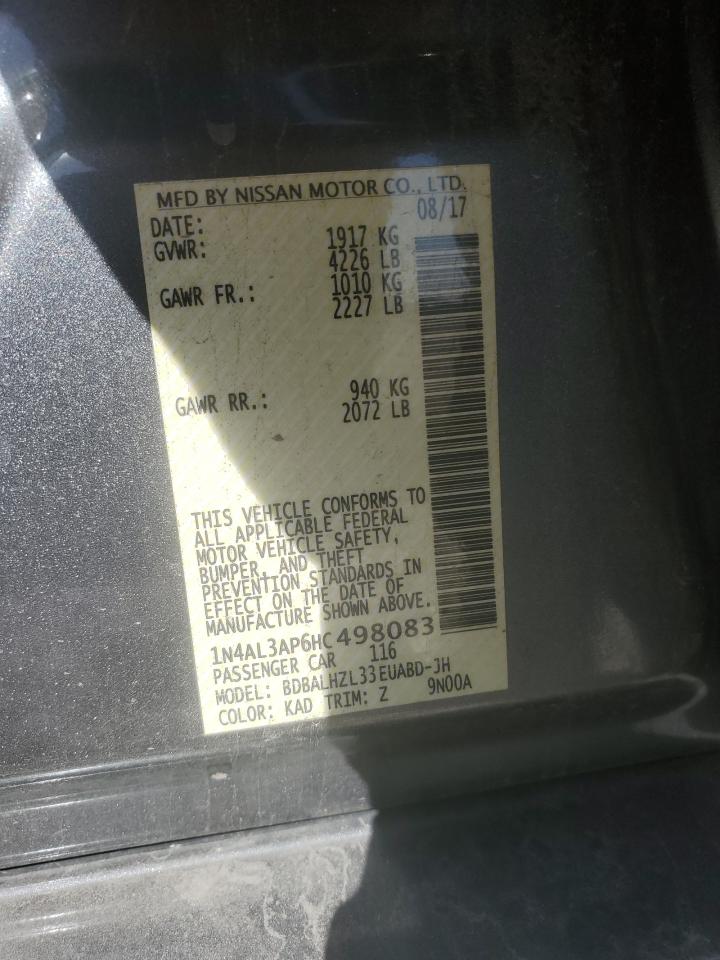 MFD BY NISSAN MOTOR CO., LTD.
DATE: 08/17
GVWR: 1917 KG
4226 LB
GAWR FR.: 1010 KG
2227 LB
GAWR RR.: 940 KG
2072 LB
THIS VEHICLE CONFORMS TO
ALL APPLICABLE FEDERAL
MOTOR VEHICLE SAFETY,
BUMPER, AND THEFT
PREVENTION STANDARDS IN
EFFECT ON THE DATE OF
MANUFACTURE SHOWN ABOVE.
1N4AL3AP6HC498083
PASSENGER CAR 116
MODEL: BDBALHZL33EUABD-JH
COLOR: KAD TRIM: Z 9N00A